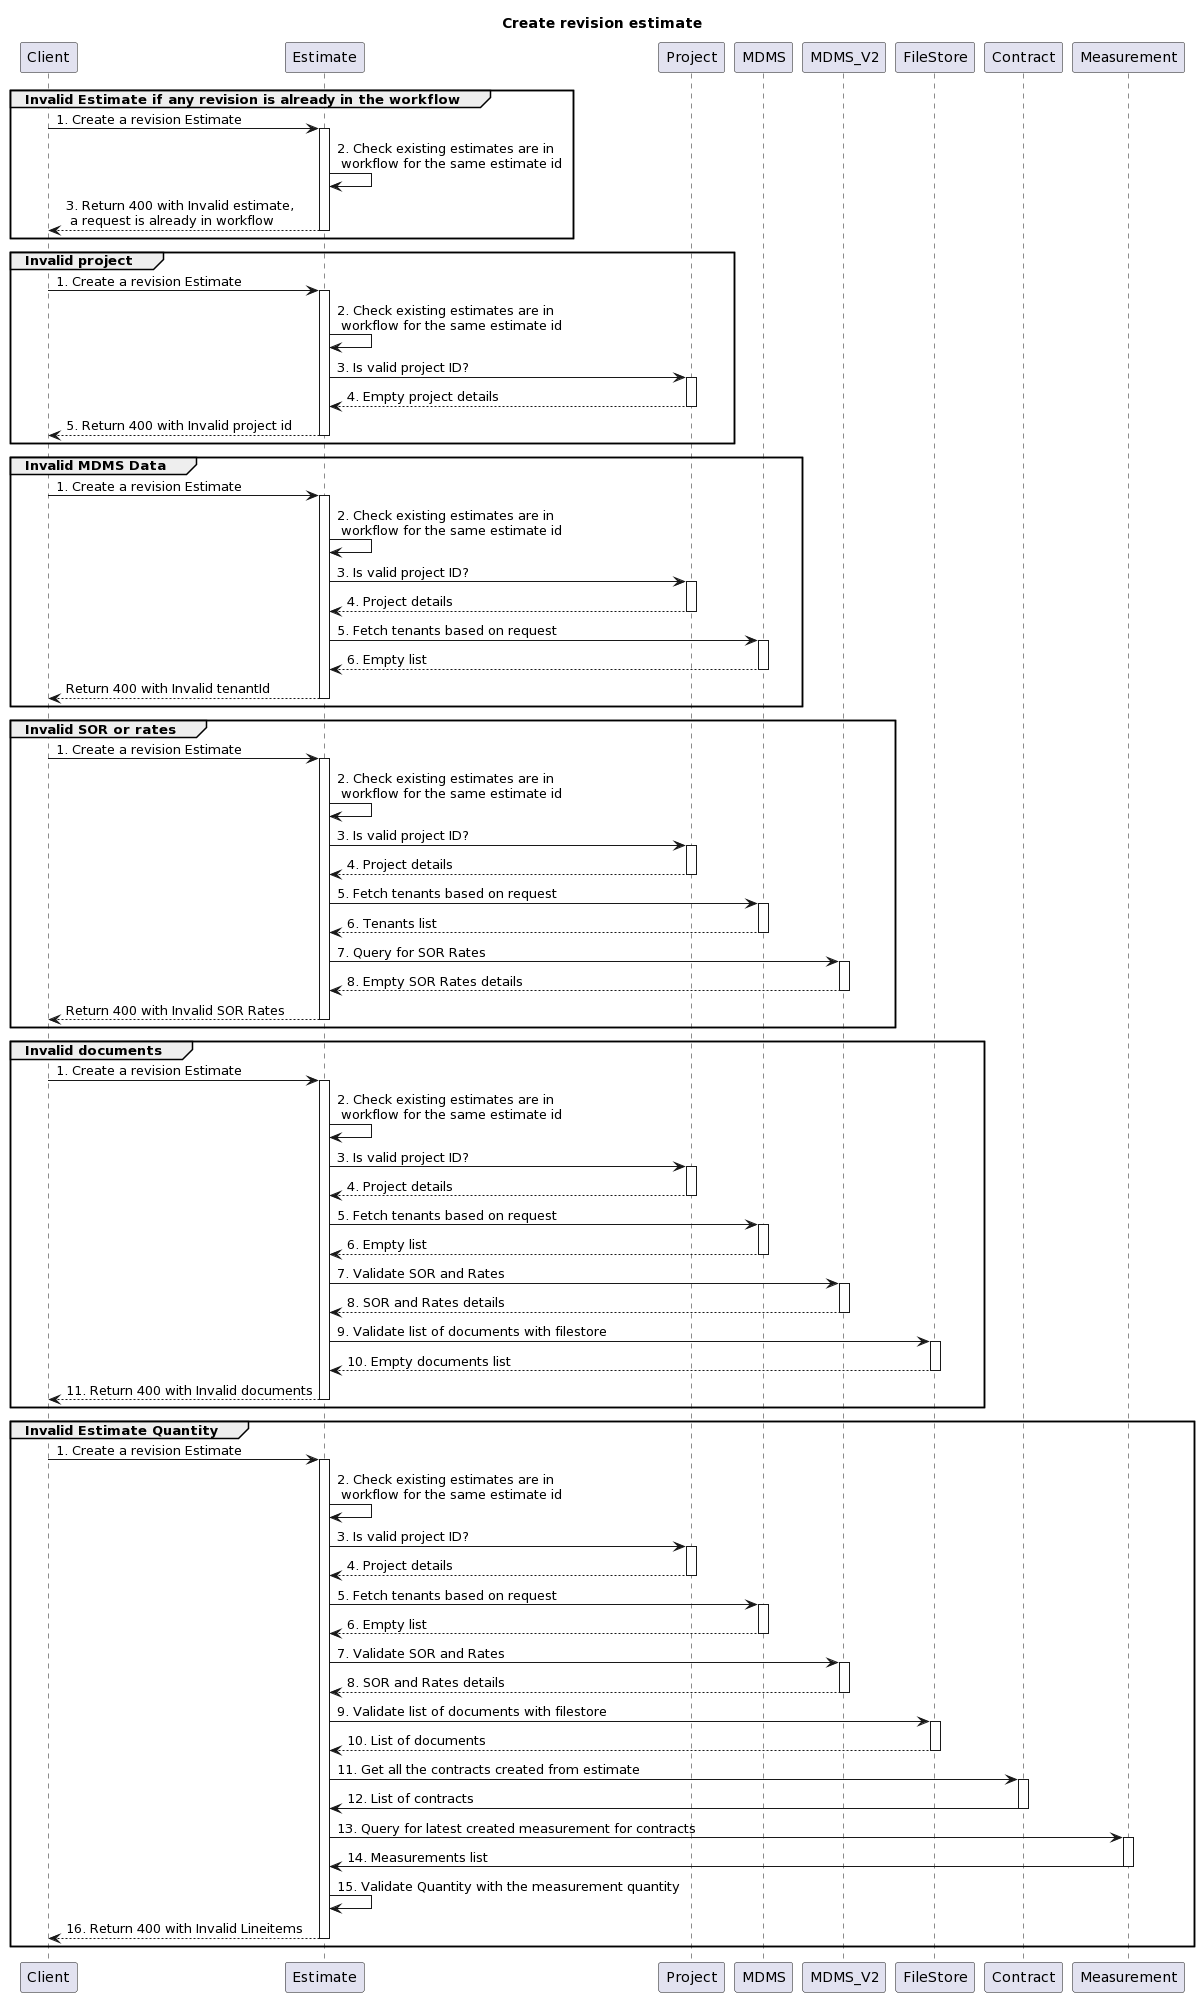 Create revision estimate
Client
Estimate
Project
MDMS
MDMS_V2
FileStore
Contract
Measurement
Invalid Estimate if any revision is already in the workflow
1. Create a revision Estimate
2. Check existing estimates are in
workflow for the same estimate id
3. Return 400 with Invalid estimate,
a request is already in workflow
Invalid project
1. Create a revision Estimate
2. Check existing estimates are in
workflow for the same estimate id
3. Is valid project ID?
4. Empty project details
5. Return 400 with Invalid project id
Invalid MDMS Data
1. Create a revision Estimate
2. Check existing estimates are in
workflow for the same estimate id
3. Is valid project ID?
4. Project details
5. Fetch tenants based on request
6. Empty list
Return 400 with Invalid tenantId
Invalid SOR or rates
1. Create a revision Estimate
2. Check existing estimates are in
workflow for the same estimate id
3. Is valid project ID?
4. Project details
5. Fetch tenants based on request
6. Tenants list
7. Query for SOR Rates
8. Empty SOR Rates details
Return 400 with Invalid SOR Rates
Invalid documents
1. Create a revision Estimate
2. Check existing estimates are in
workflow for the same estimate id
3. Is valid project ID?
4. Project details
5. Fetch tenants based on request
6. Empty list
7. Validate SOR and Rates
8. SOR and Rates details
9. Validate list of documents with filestore
10. Empty documents list
11. Return 400 with Invalid documents
Invalid Estimate Quantity
1. Create a revision Estimate
2. Check existing estimates are in
workflow for the same estimate id
3. Is valid project ID?
4. Project details
5. Fetch tenants based on request
6. Empty list
7. Validate SOR and Rates
8. SOR and Rates details
9. Validate list of documents with filestore
10. List of documents
11. Get all the contracts created from estimate
12. List of contracts
13. Query for latest created measurement for contracts
14. Measurements list
15. Validate Quantity with the measurement quantity
16. Return 400 with Invalid Lineitems
Client
Estimate
Project
MDMS
MDMS_V2
FileStore
Contract
Measurement